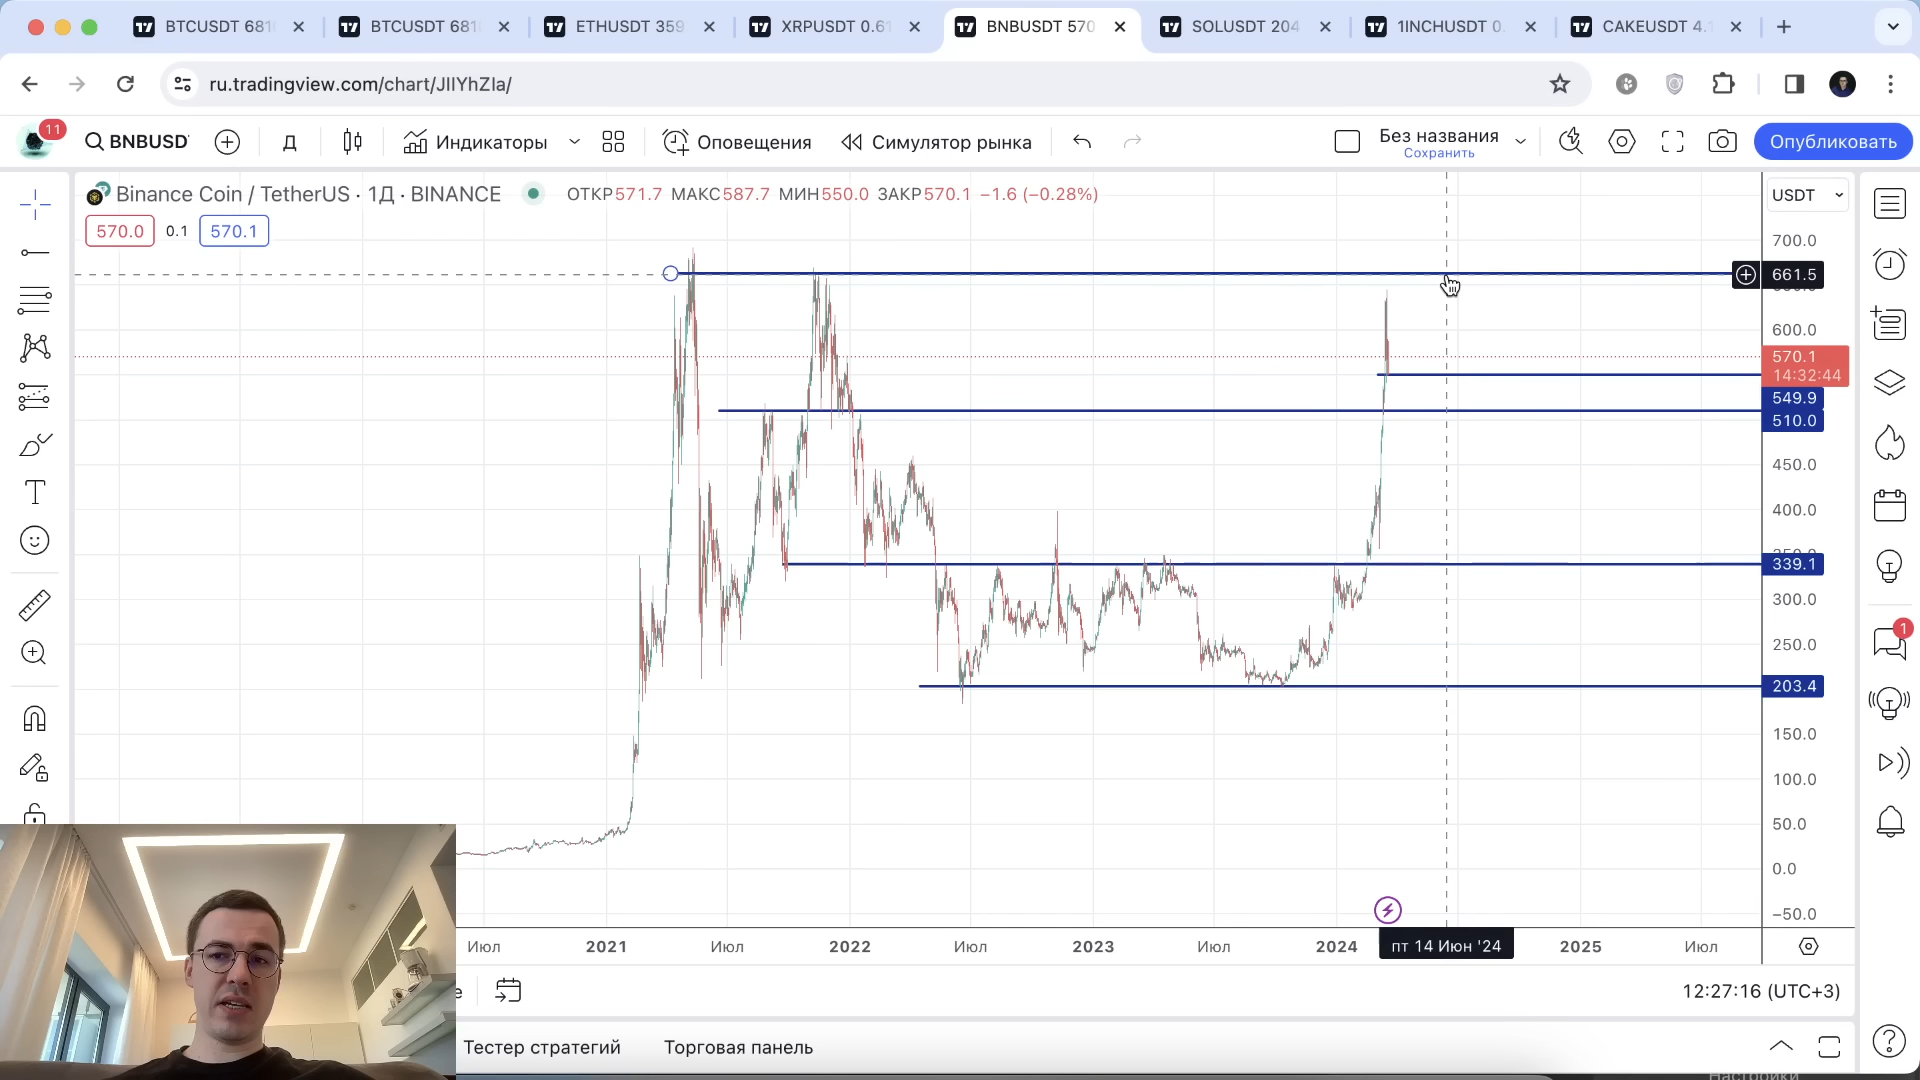 BTCUSDT 681 BTCUSDT 681 ETHUSDT 359 XRPUSDT 0.61 BNBUSDT 570 SOLUSDT 204 1INCHUSDT 0. CAKEUSDT 4.
ru.tradingview.com/chart/JIIYhZIa/
11
BNBUSD Д Индикаторы Оповещения Симулятор рынка Без названия Опубликовать
Сохранить
Binance Coin / TetherUS · 1Д · BINANCE ОТКР571.7 МАКС587.7 МИН550.0 ЗАКР570.1 −1.6 (−0.28%) USDT
570.0 0.1 570.1
700.0
661.5
600.0
570.1
14:32:44
549.9
510.0
450.0
400.0
339.1
300.0
250.0
203.4
150.0
100.0
50.0
0.0
−50.0
1
Июл 2021 Июл 2022 Июл 2023 Июл 2024 пт 14 Июн '24 2025 Июл
12:27:16 (UTC+3)
Тестер стратегий Торговая панель